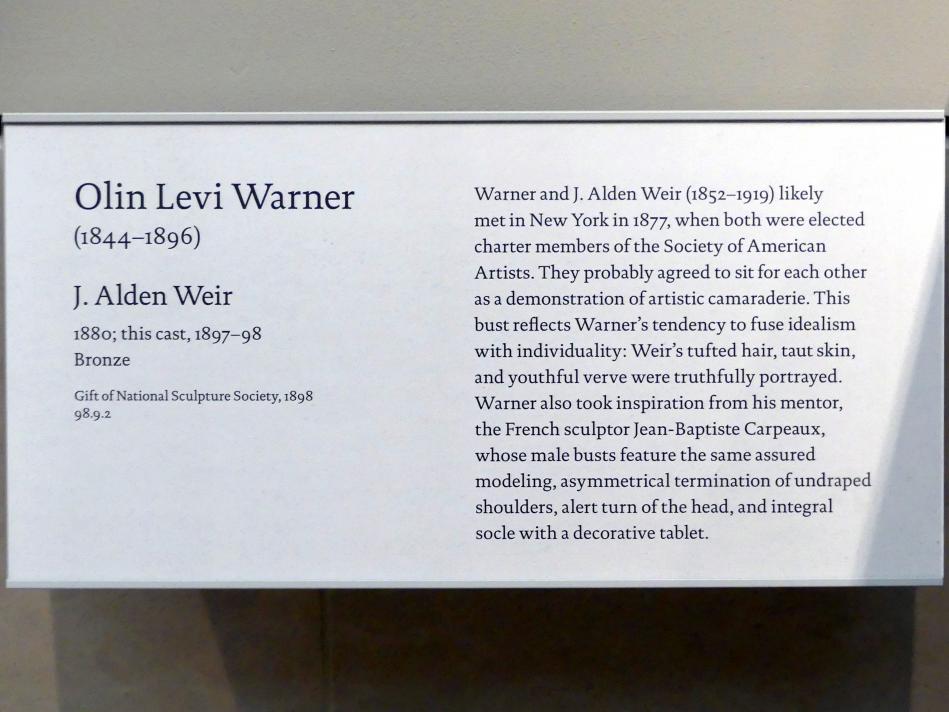 Olin Levi Warner
(1844–1896)
J. Alden Weir
1880; this cast, 1897–98
Bronze
Gift of National Sculpture Society, 1898
98.9.2
Warner and J. Alden Weir (1852–1919) likely
met in New York in 1877, when both were elected
charter members of the Society of American
Artists. They probably agreed to sit for each other
as a demonstration of artistic camaraderie. This
bust reflects Warner’s tendency to fuse idealism
with individuality: Weir’s tufted hair, taut skin,
and youthful verve were truthfully portrayed.
Warner also took inspiration from his mentor,
the French sculptor Jean-Baptiste Carpeaux,
whose male busts feature the same assured
modeling, asymmetrical termination of undraped
shoulders, alert turn of the head, and integral
socle with a decorative tablet.